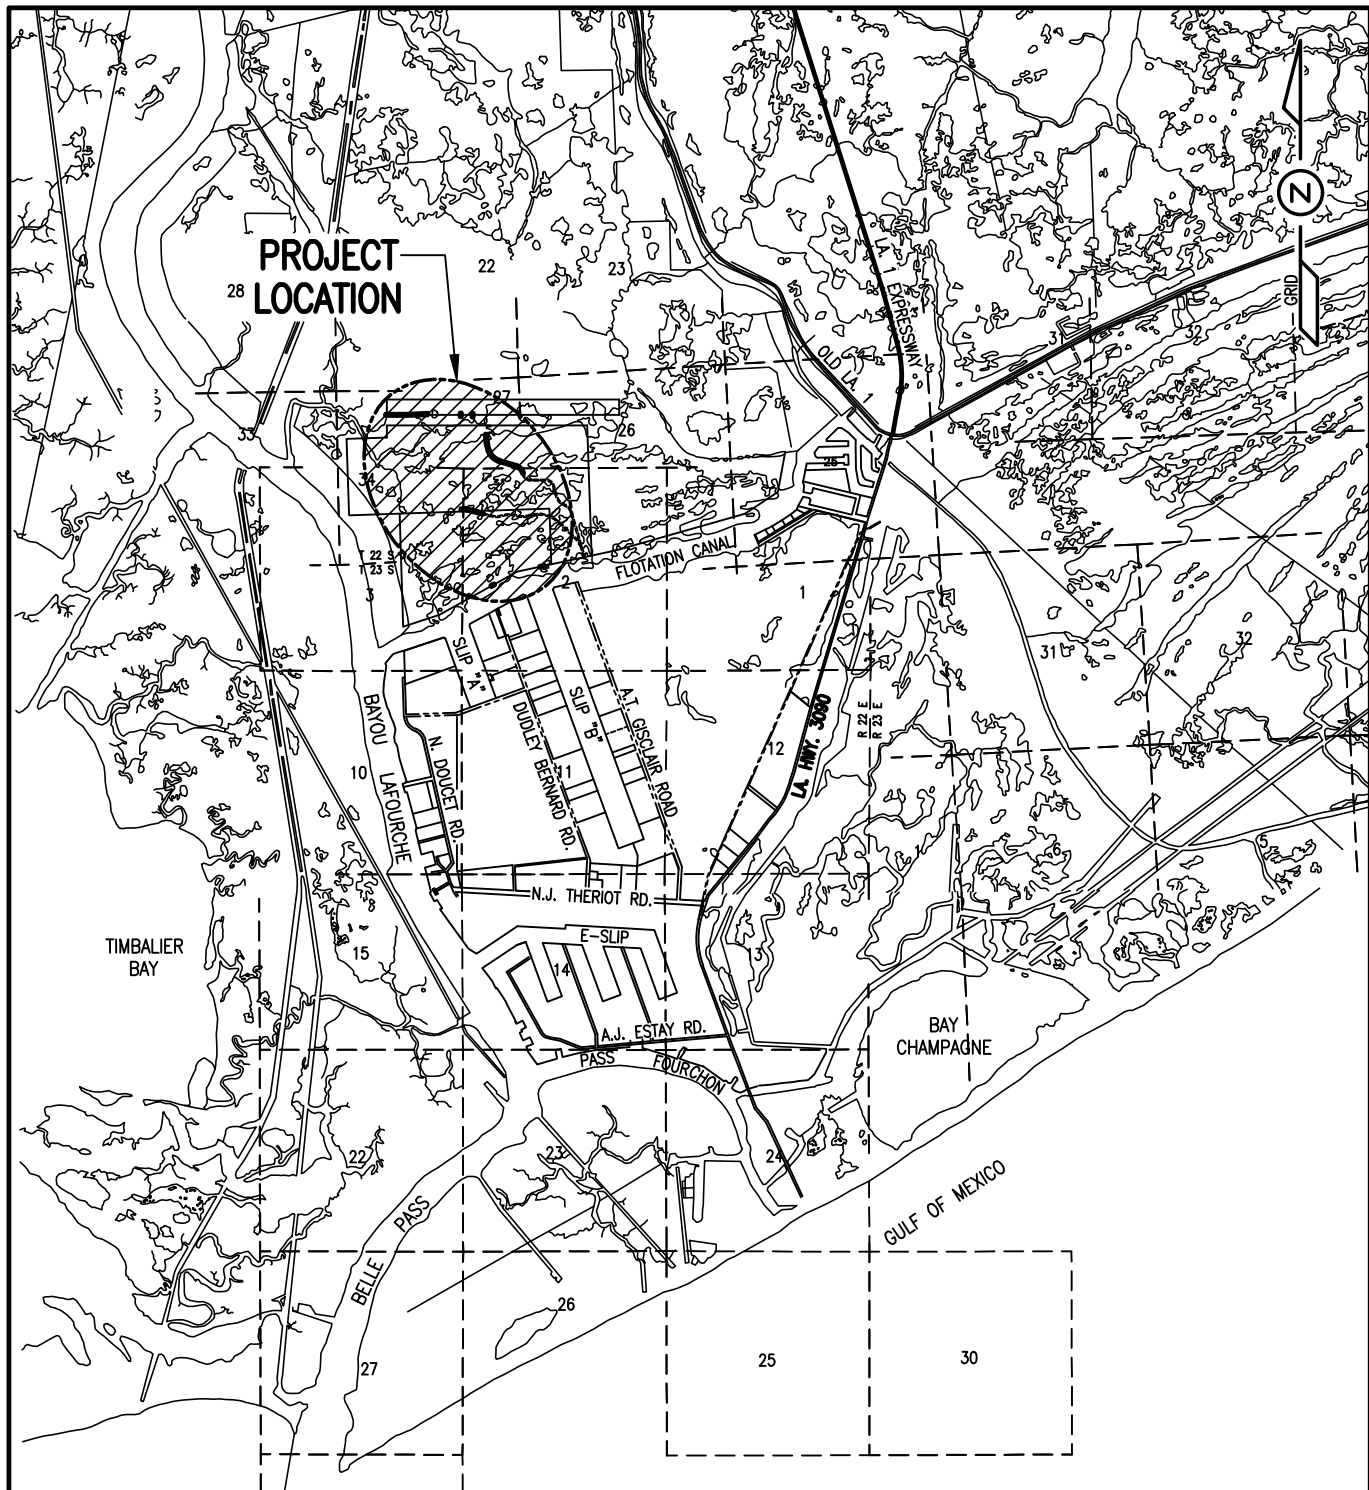 PROJECT
LOCATION
22
23
28
N
GRID
LA. 1 EXPRESSWAY
OLD LA. 1
31
32
27
26
33
34
25
T 22 S
T 23 S
FLOTATION CANAL
3
2
1
31
32
SLIP "A"
SLIP "B"
BAYOU LAFOURCHE
N. DOUCET RD.
DUDLEY BERNARD RD.
A.T. GISCLAIR ROAD
R 22 E
R 23 E
LA. HWY. 3090
10
11
12
5
6
N.J. THERIOT RD.
TIMBALIER
BAY
E-SLIP
15
14
13
A.J. ESTAY RD.
BAY
CHAMPAGNE
PASS FOURCHON
22
23
24
BELLE PASS
GULF OF MEXICO
26
27
25
30